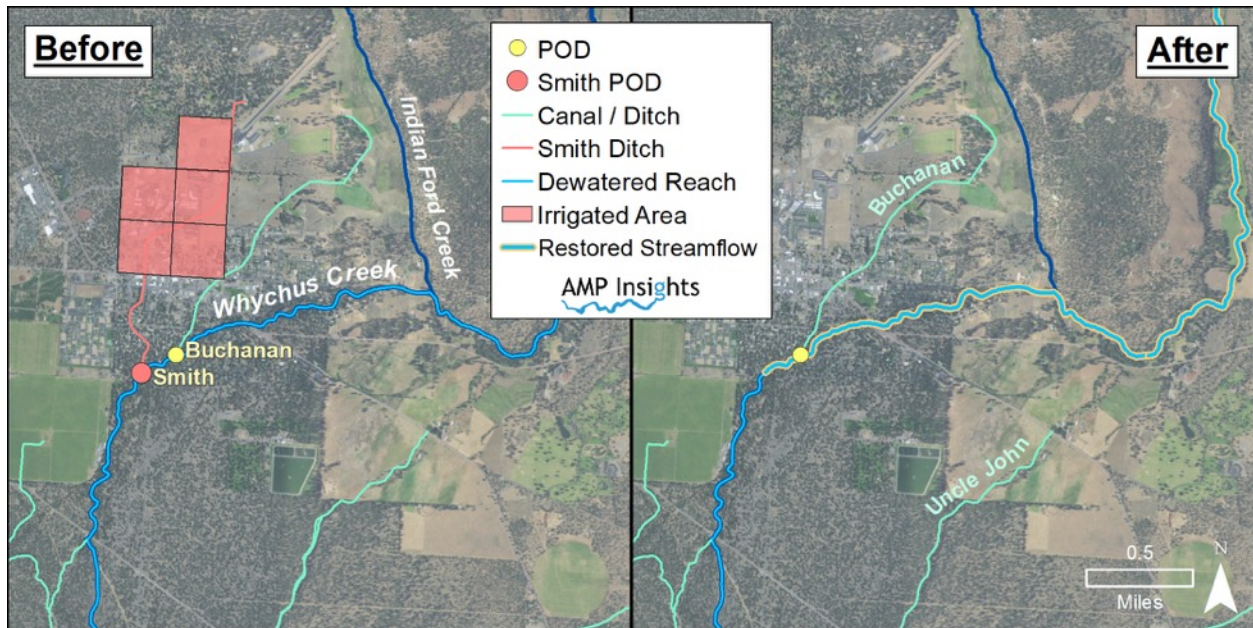 Before
POD
Smith POD
Canal / Ditch
Smith Ditch
Dewatered Reach
Irrigated Area
Restored Streamflow
AMP Insights
After
Indian Ford Creek
Whychus Creek
Buchanan
Smith
Buchanan
Uncle John
0.5
Miles
N